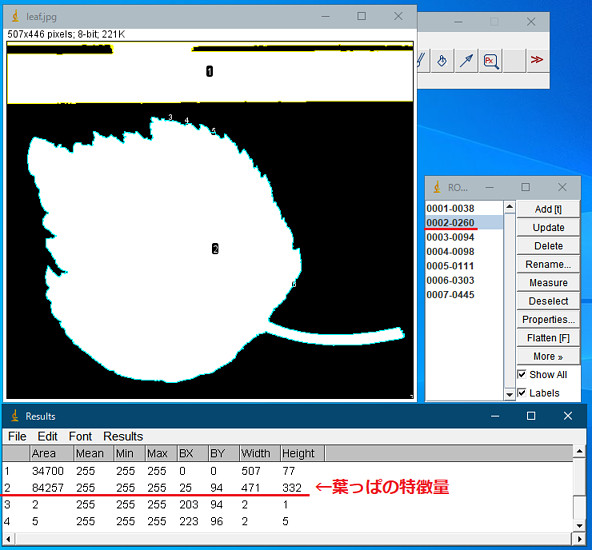 leaf.jpg
507x446 pixels; 8-bit; 221K
1
3
4
5
2
6
RO...
0001-0038
0002-0260
0003-0094
0004-0098
0005-0111
0006-0303
0007-0445
Add [t]
Update
Delete
Rename...
Measure
Deselect
Properties...
Flatten [F]
More »
Show All
Labels
Results
File Edit Font Results
Area Mean Min Max BX BY Width Height
1 34700 255 255 255 0 0 507 77
2 84257 255 255 255 25 94 471 332
←葉っぱの特徴量
3 2 255 255 255 203 94 2 1
4 5 255 255 255 223 96 2 5